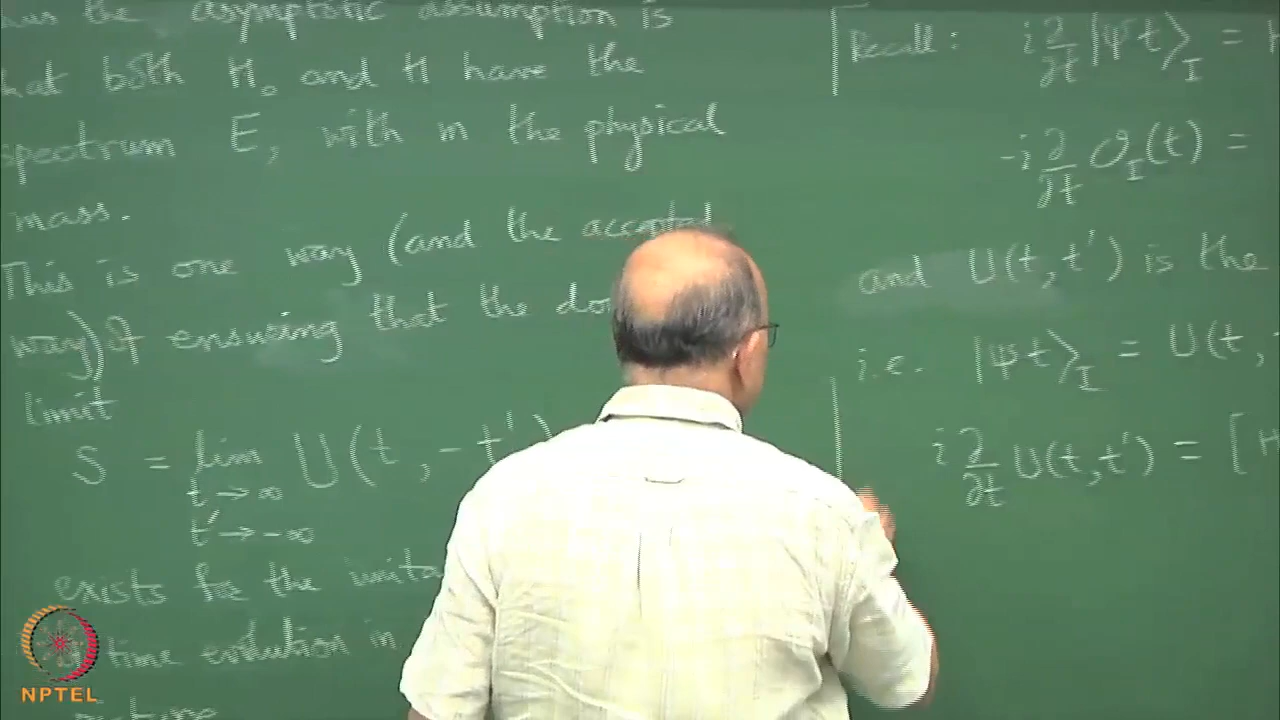 the asymptotic assumption is
hat both H₀ and H have the
spectrum E, with m the physical
mass.
This is one way (and the accepted
way) of ensuring that the do
limit
S = lim U(t, -t')
t → ∞
t' → -∞
exists for the unita
time evolution in
Recall: i ∂/∂t |ψ t⟩_I = H
-i ∂/∂t O_I(t) =
and U(t, t') is the
i.e. |ψ t⟩_I = U(t,
i ∂/∂t U(t, t') = [H
NPTEL